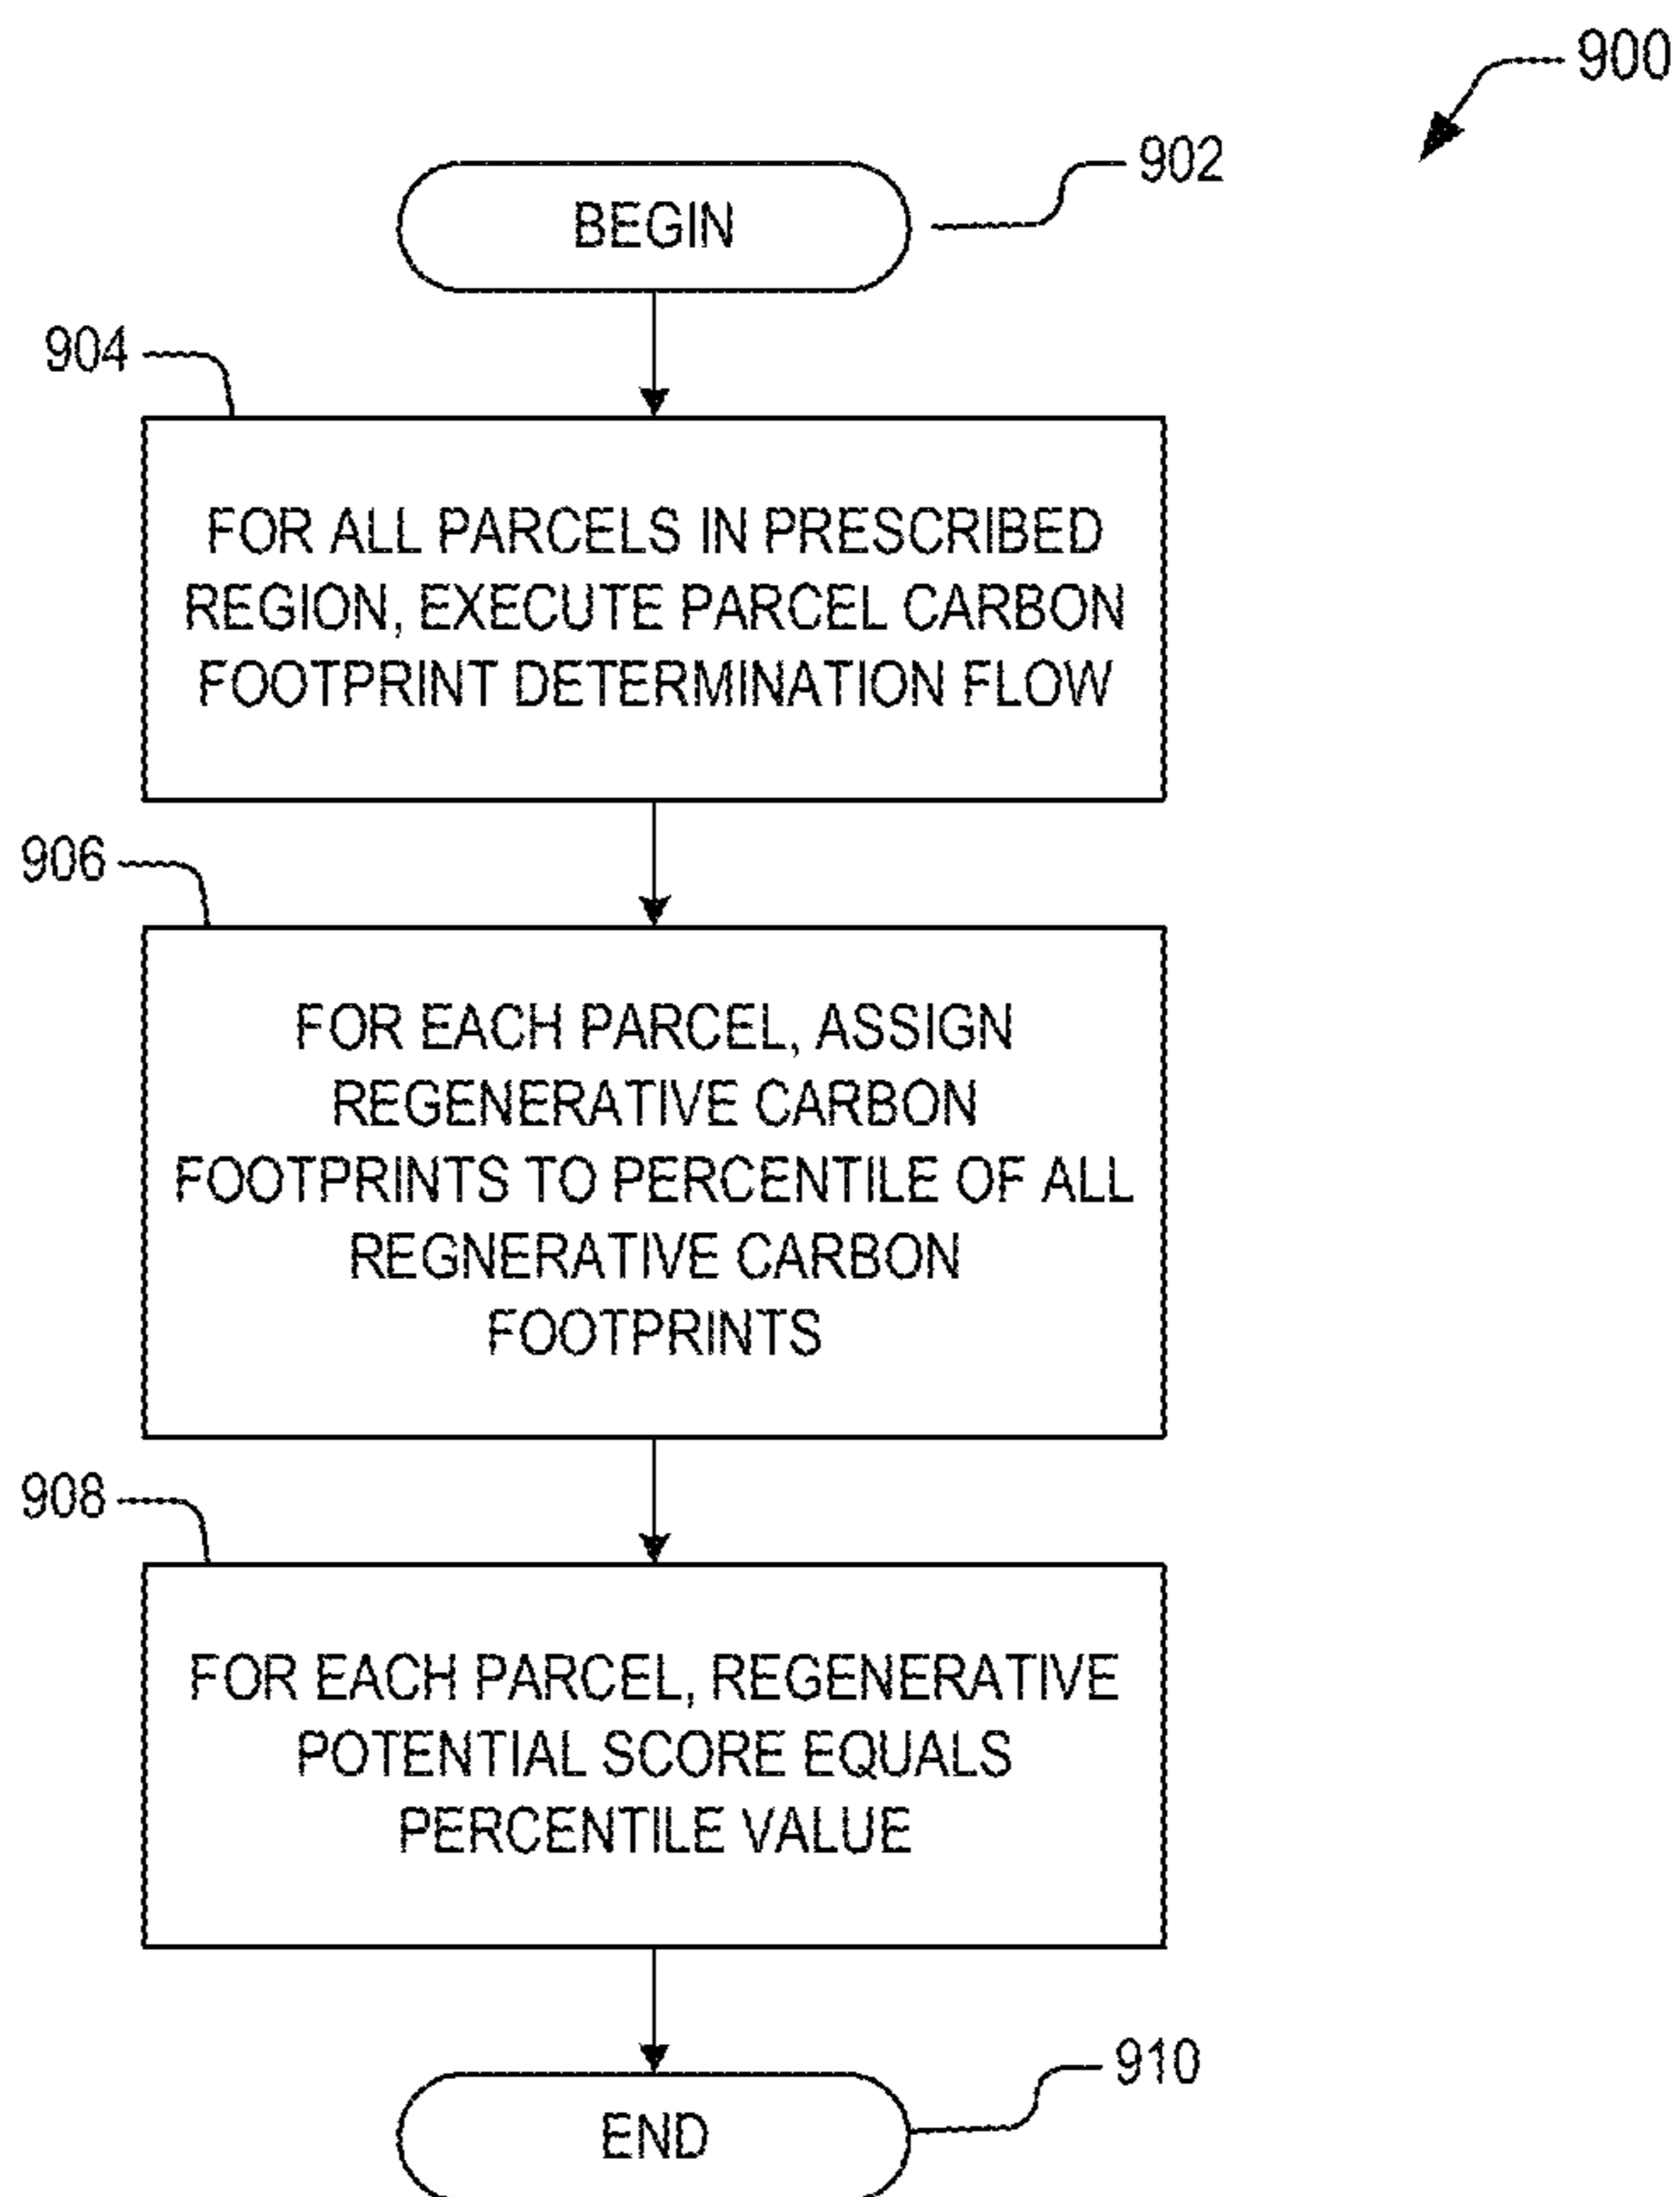 900
902
BEGIN
904
FOR ALL PARCELS IN PRESCRIBED
REGION, EXECUTE PARCEL CARBON
FOOTPRINT DETERMINATION FLOW
906
FOR EACH PARCEL, ASSIGN
REGENERATIVE CARBON
FOOTPRINTS TO PERCENTILE OF ALL
REGNERATIVE CARBON
FOOTPRINTS
908
FOR EACH PARCEL, REGENERATIVE
POTENTIAL SCORE EQUALS
PERCENTILE VALUE
910
END